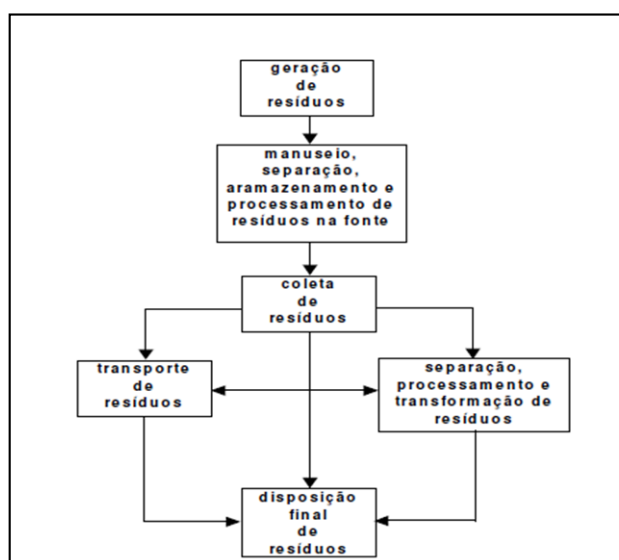 geração
de
resíduos
manuseio,
separação,
aramazenamento e
processamento de
resíduos na fonte
coleta
de
resíduos
transporte
de
resíduos
separação,
processamento e
transformação de
resíduos
disposição
final
de
resíduos